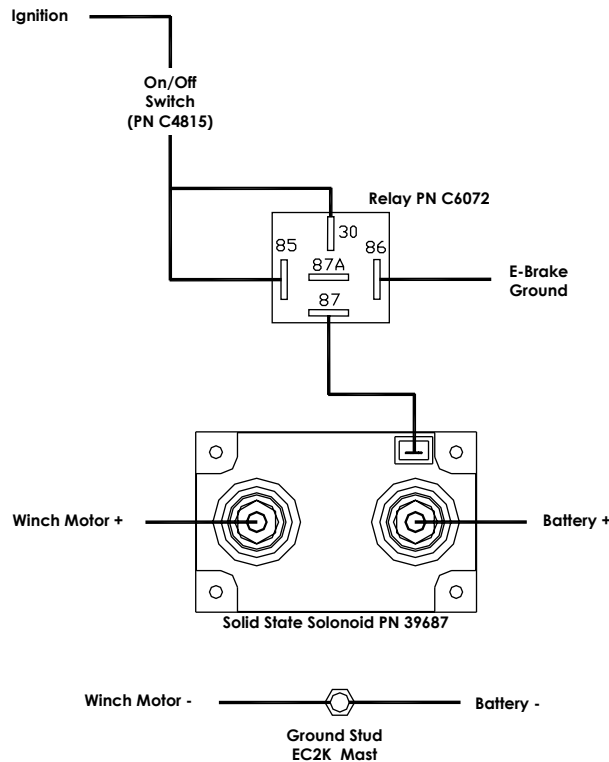 Ignition
On/Off
Switch
(PN C4815)
Relay PN C6072
30
85
86
87A
87
E-Brake
Ground
Winch Motor +
Battery +
Solid State Solonoid PN 39687
Winch Motor -
Battery -
Ground Stud
EC2K Mast